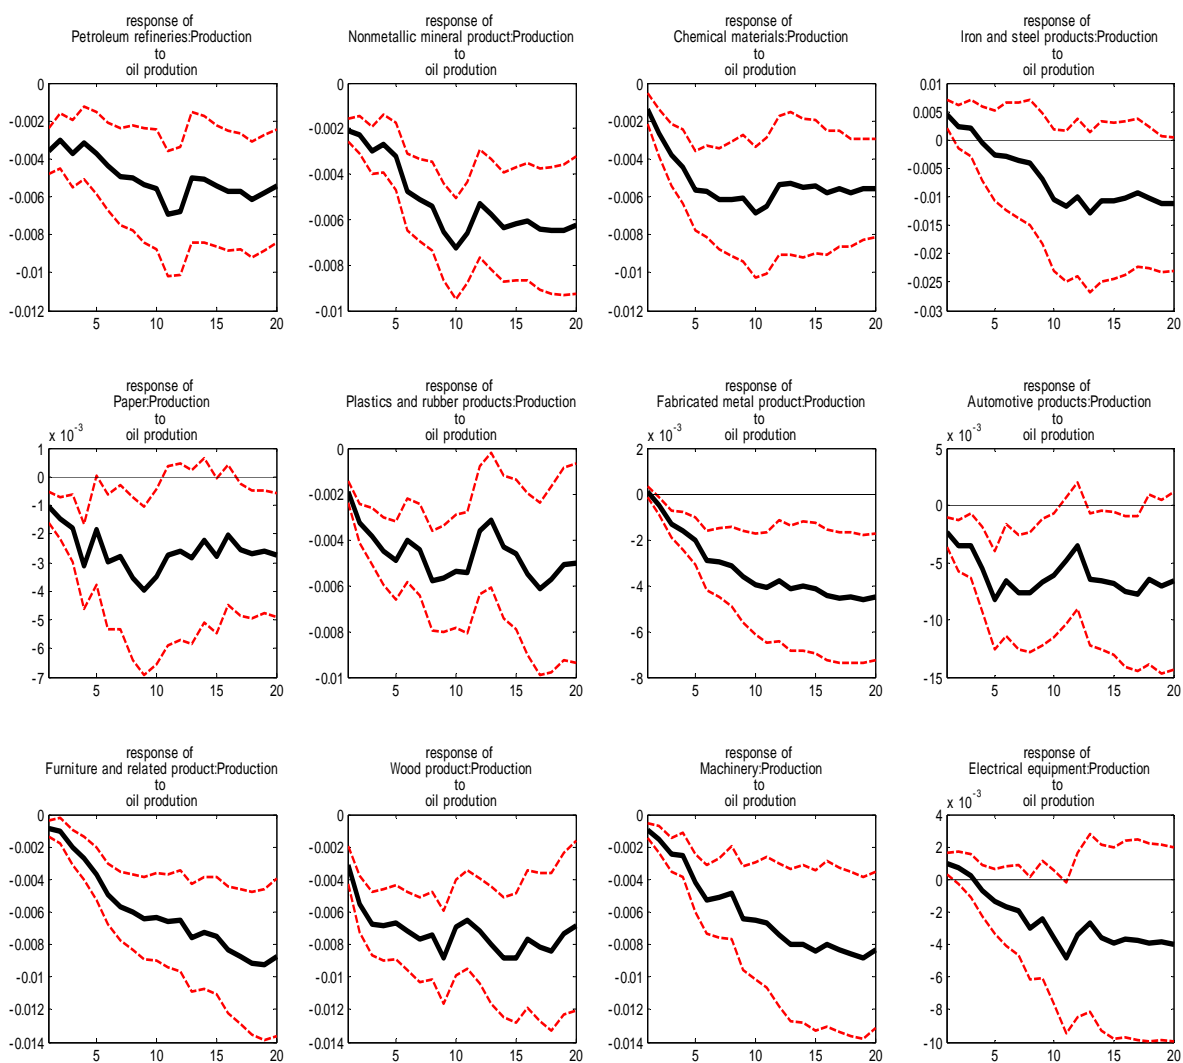 response of
Petroleum refineries:Production
to
oil prodution
0
-0.002
-0.004
-0.006
-0.008
-0.01
-0.012
5
10
15
20
response of
Nonmetallic mineral product:Production
to
oil prodution
0
-0.002
-0.004
-0.006
-0.008
-0.01
5
10
15
20
response of
Chemical materials:Production
to
oil prodution
0
-0.002
-0.004
-0.006
-0.008
-0.01
-0.012
5
10
15
20
response of
Iron and steel products:Production
to
oil prodution
0.01
0.005
0
-0.005
-0.01
-0.015
-0.02
-0.025
-0.03
5
10
15
20
response of
Paper:Production
to
oil prodution
x 10^-3
1
0
-1
-2
-3
-4
-5
-6
-7
5
10
15
20
response of
Plastics and rubber products:Production
to
oil prodution
0
-0.002
-0.004
-0.006
-0.008
-0.01
5
10
15
20
response of
Fabricated metal product:Production
to
oil prodution
x 10^-3
2
0
-2
-4
-6
-8
5
10
15
20
response of
Automotive products:Production
to
oil prodution
x 10^-3
5
0
-5
-10
-15
5
10
15
20
response of
Furniture and related product:Production
to
oil prodution
0
-0.002
-0.004
-0.006
-0.008
-0.01
-0.012
-0.014
5
10
15
20
response of
Wood product:Production
to
oil prodution
0
-0.002
-0.004
-0.006
-0.008
-0.01
-0.012
-0.014
5
10
15
20
response of
Machinery:Production
to
oil prodution
0
-0.002
-0.004
-0.006
-0.008
-0.01
-0.012
-0.014
5
10
15
20
response of
Electrical equipment:Production
to
oil prodution
x 10^-3
4
2
0
-2
-4
-6
-8
-10
5
10
15
20